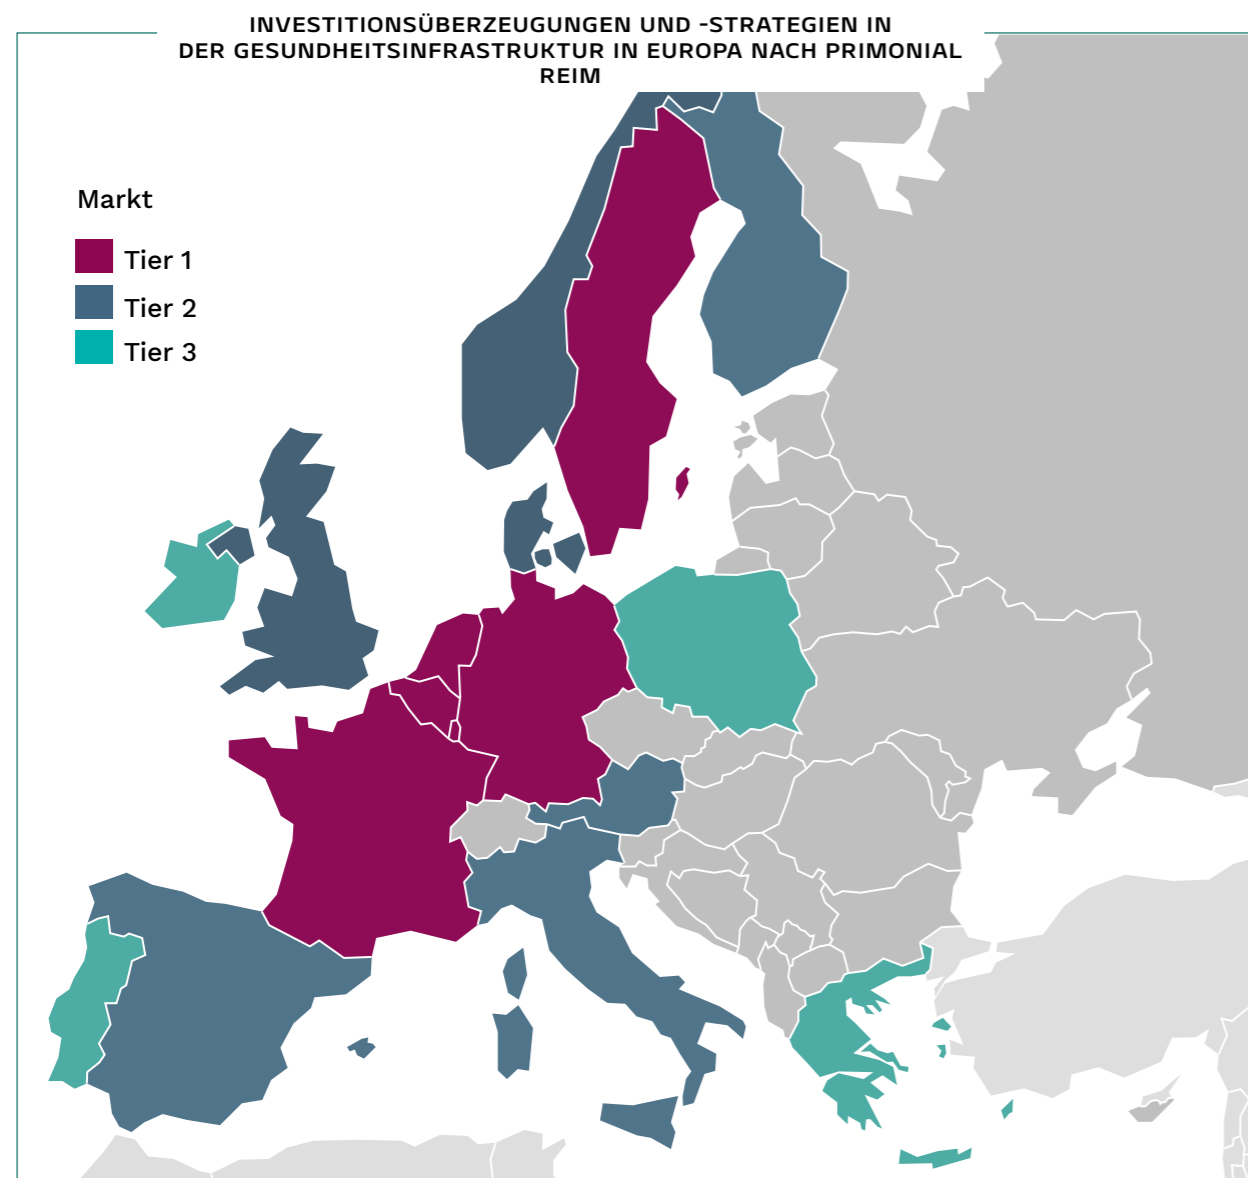 INVESTITIONSÜBERZEUGUNGEN UND -STRATEGIEN IN
DER GESUNDHEITSINFRASTRUKTUR IN EUROPA NACH PRIMONIAL
REIM
Markt
Tier 1
Tier 2
Tier 3